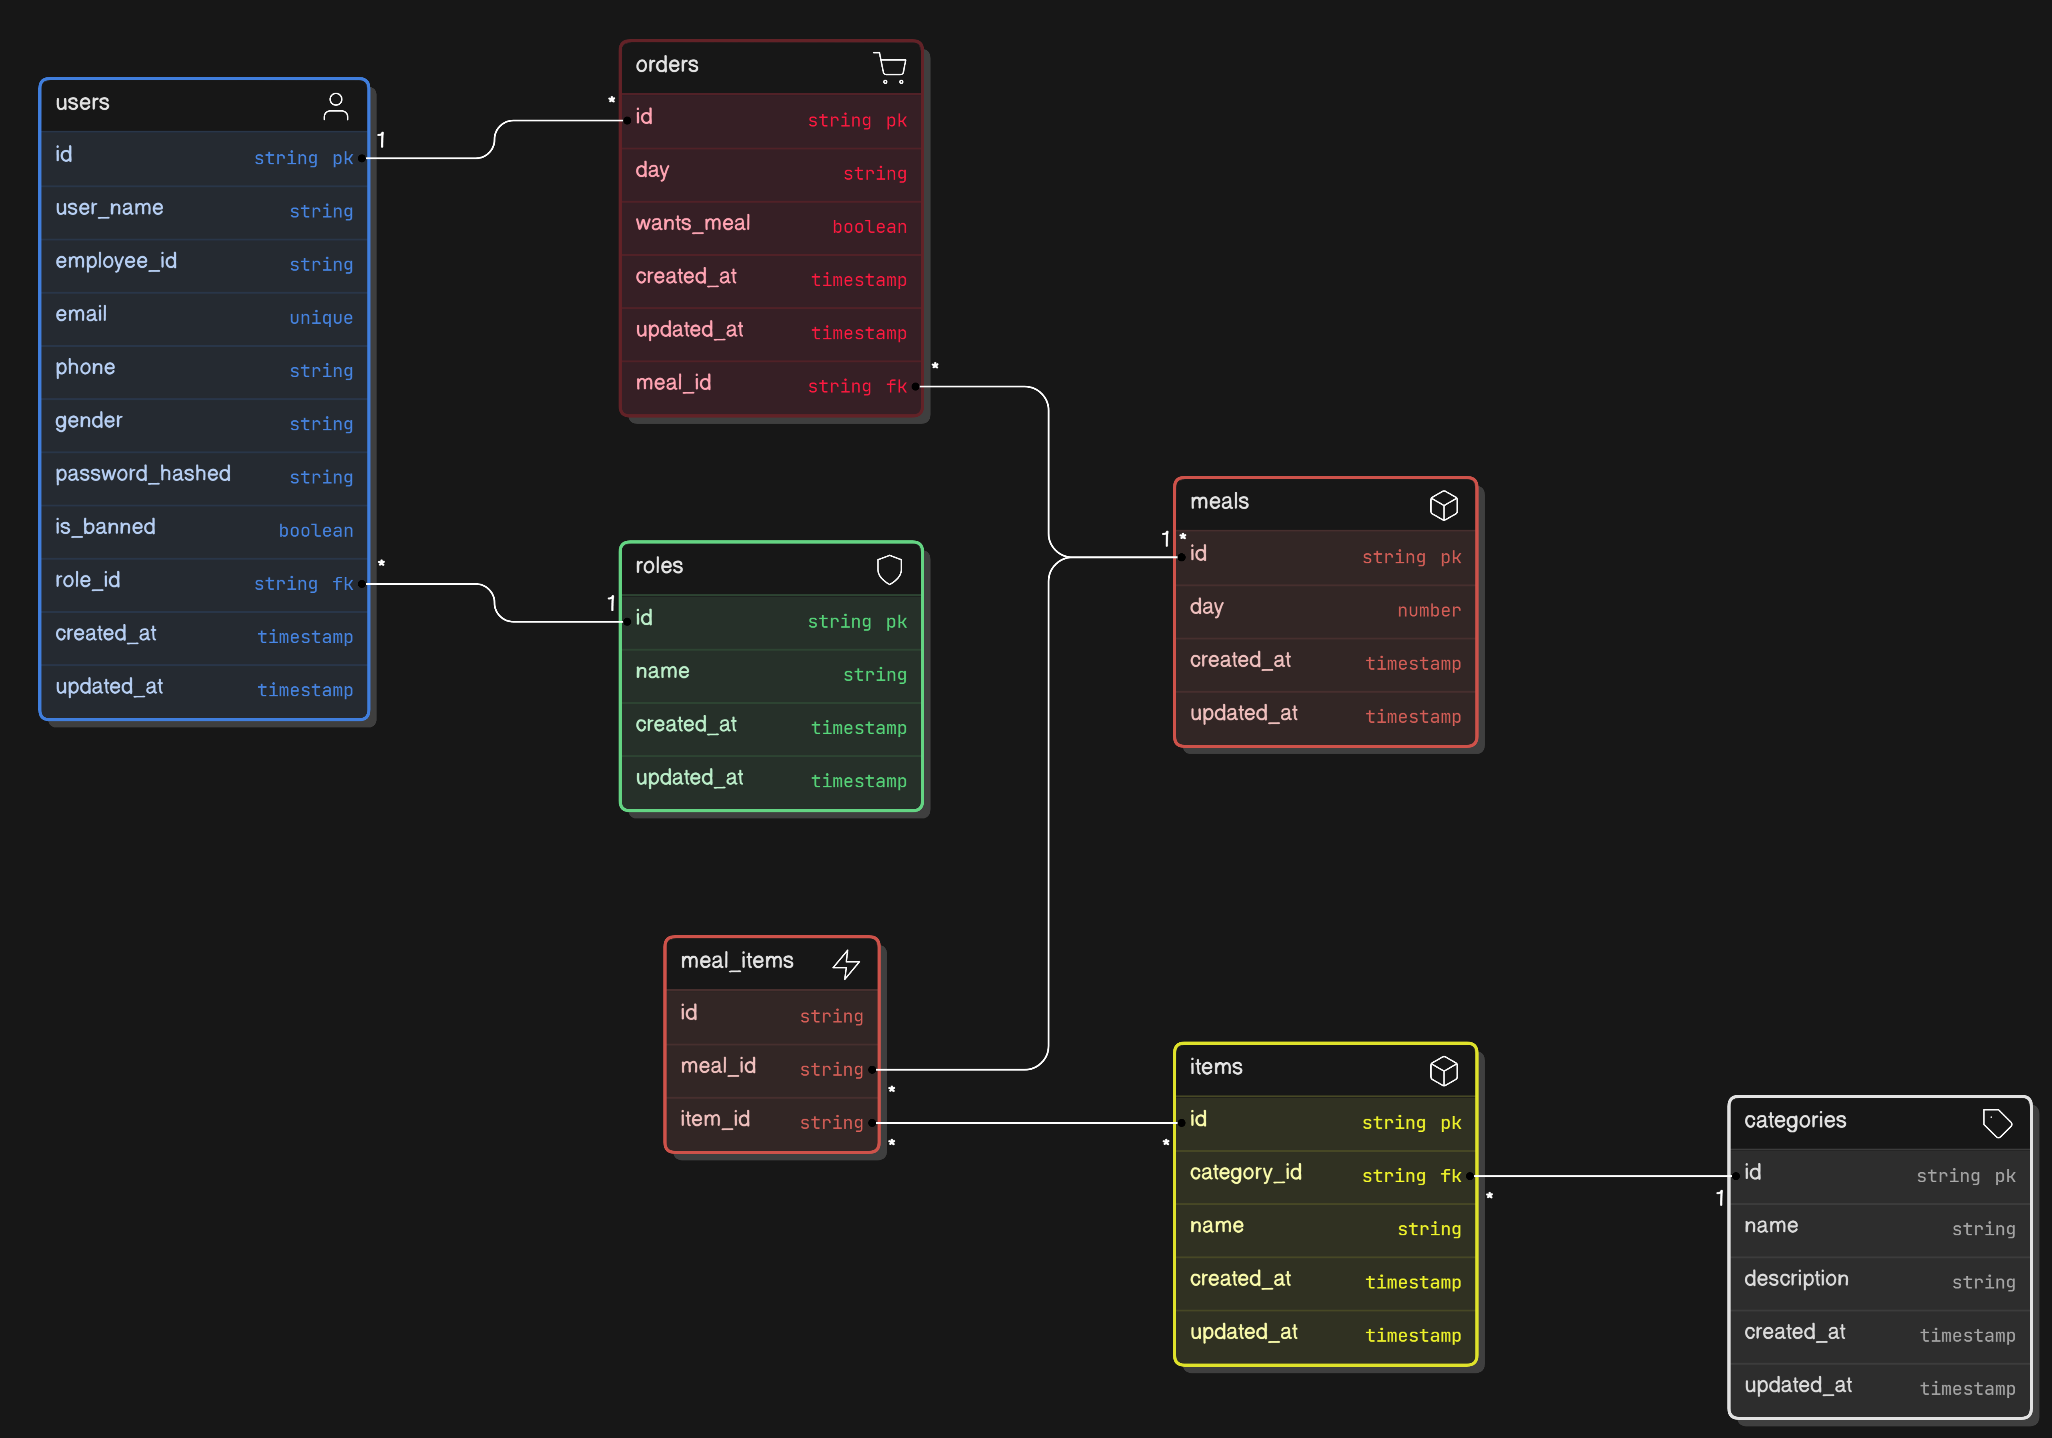 users
id string pk
user_name string
employee_id string
email unique
phone string
gender string
password_hashed string
is_banned boolean
role_id string fk
created_at timestamp
updated_at timestamp
1
*
orders
*
id string pk
day string
wants_meal boolean
created_at timestamp
updated_at timestamp
meal_id string fk
*
roles
1
id string pk
name string
created_at timestamp
updated_at timestamp
meals
1 *
id string pk
day number
created_at timestamp
updated_at timestamp
meal_items
id string
meal_id string
*
item_id string
*
items
id string pk
*
category_id string fk
*
name string
created_at timestamp
updated_at timestamp
categories
id string pk
1
name string
description string
created_at timestamp
updated_at timestamp